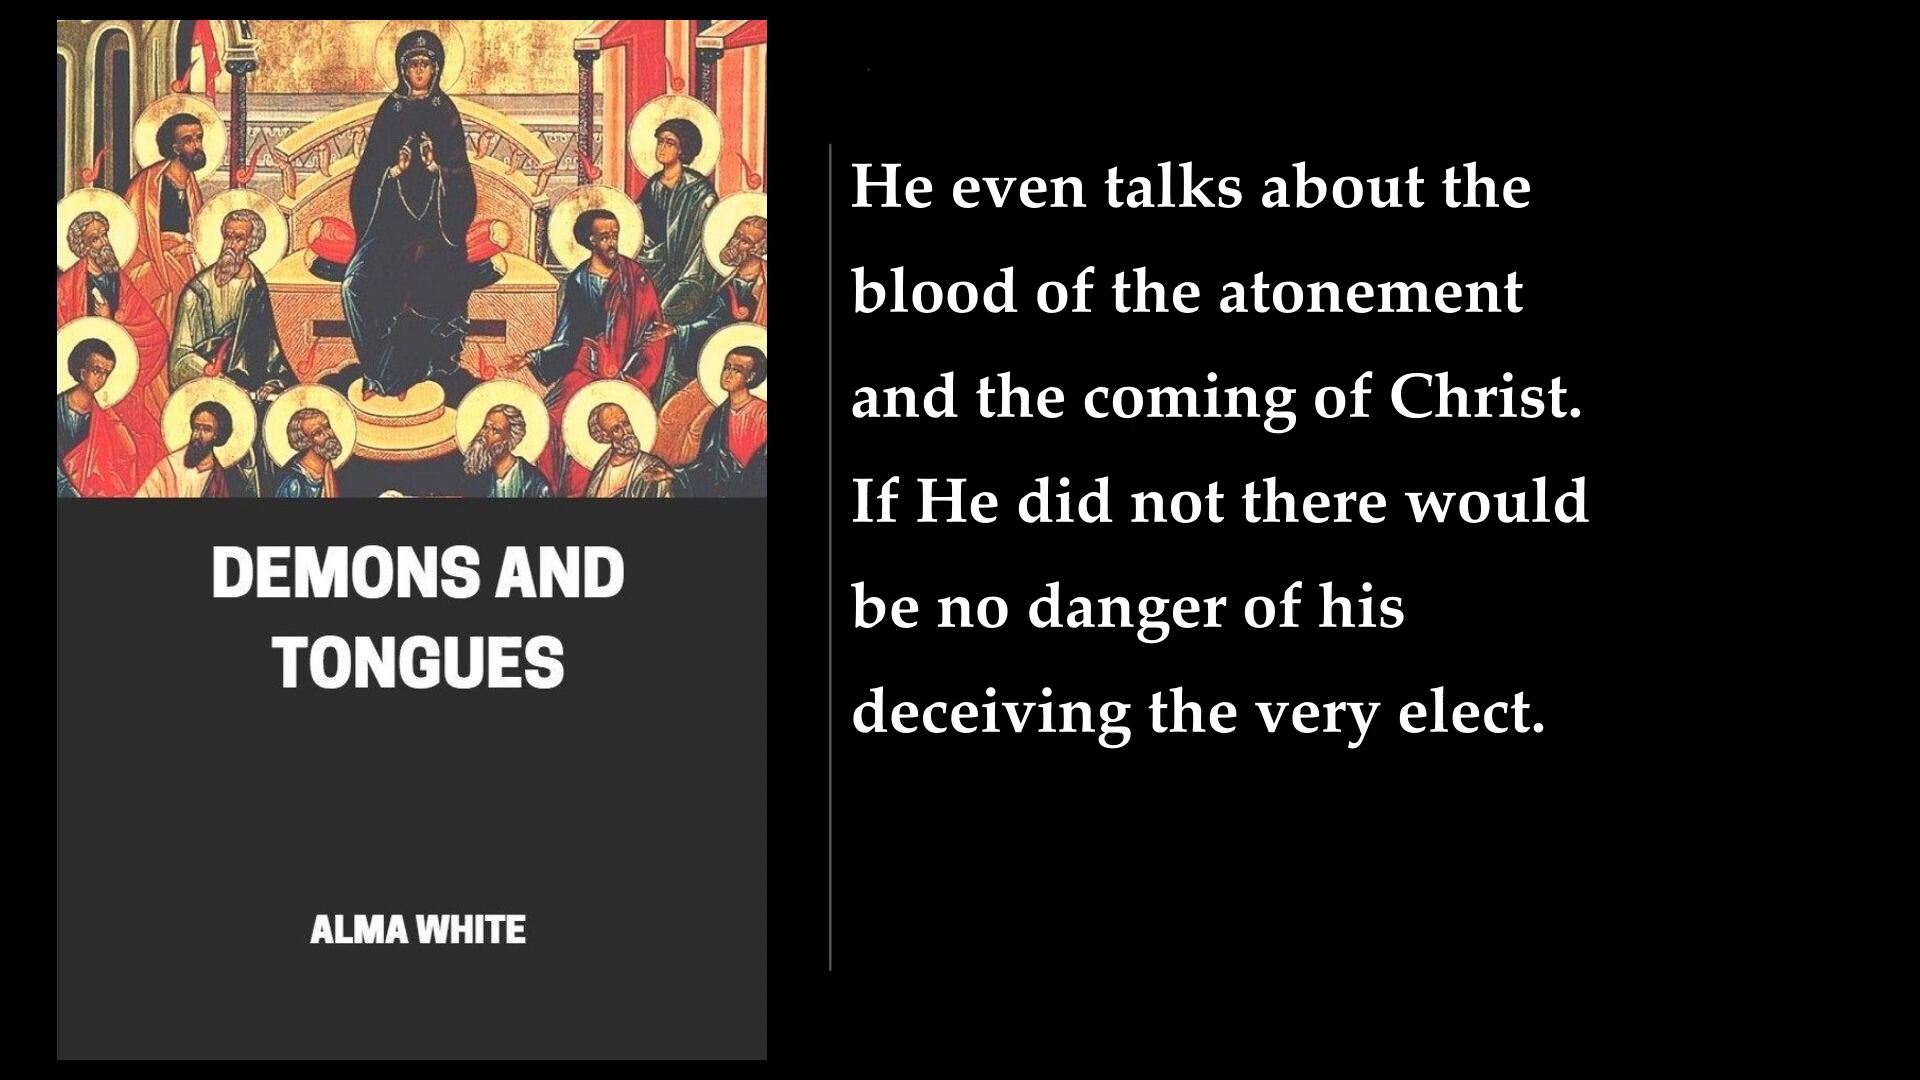 DEMONS AND
TONGUES
ALMA WHITE
He even talks about the
blood of the atonement
and the coming of Christ.
If He did not there would
be no danger of his
deceiving the very elect.